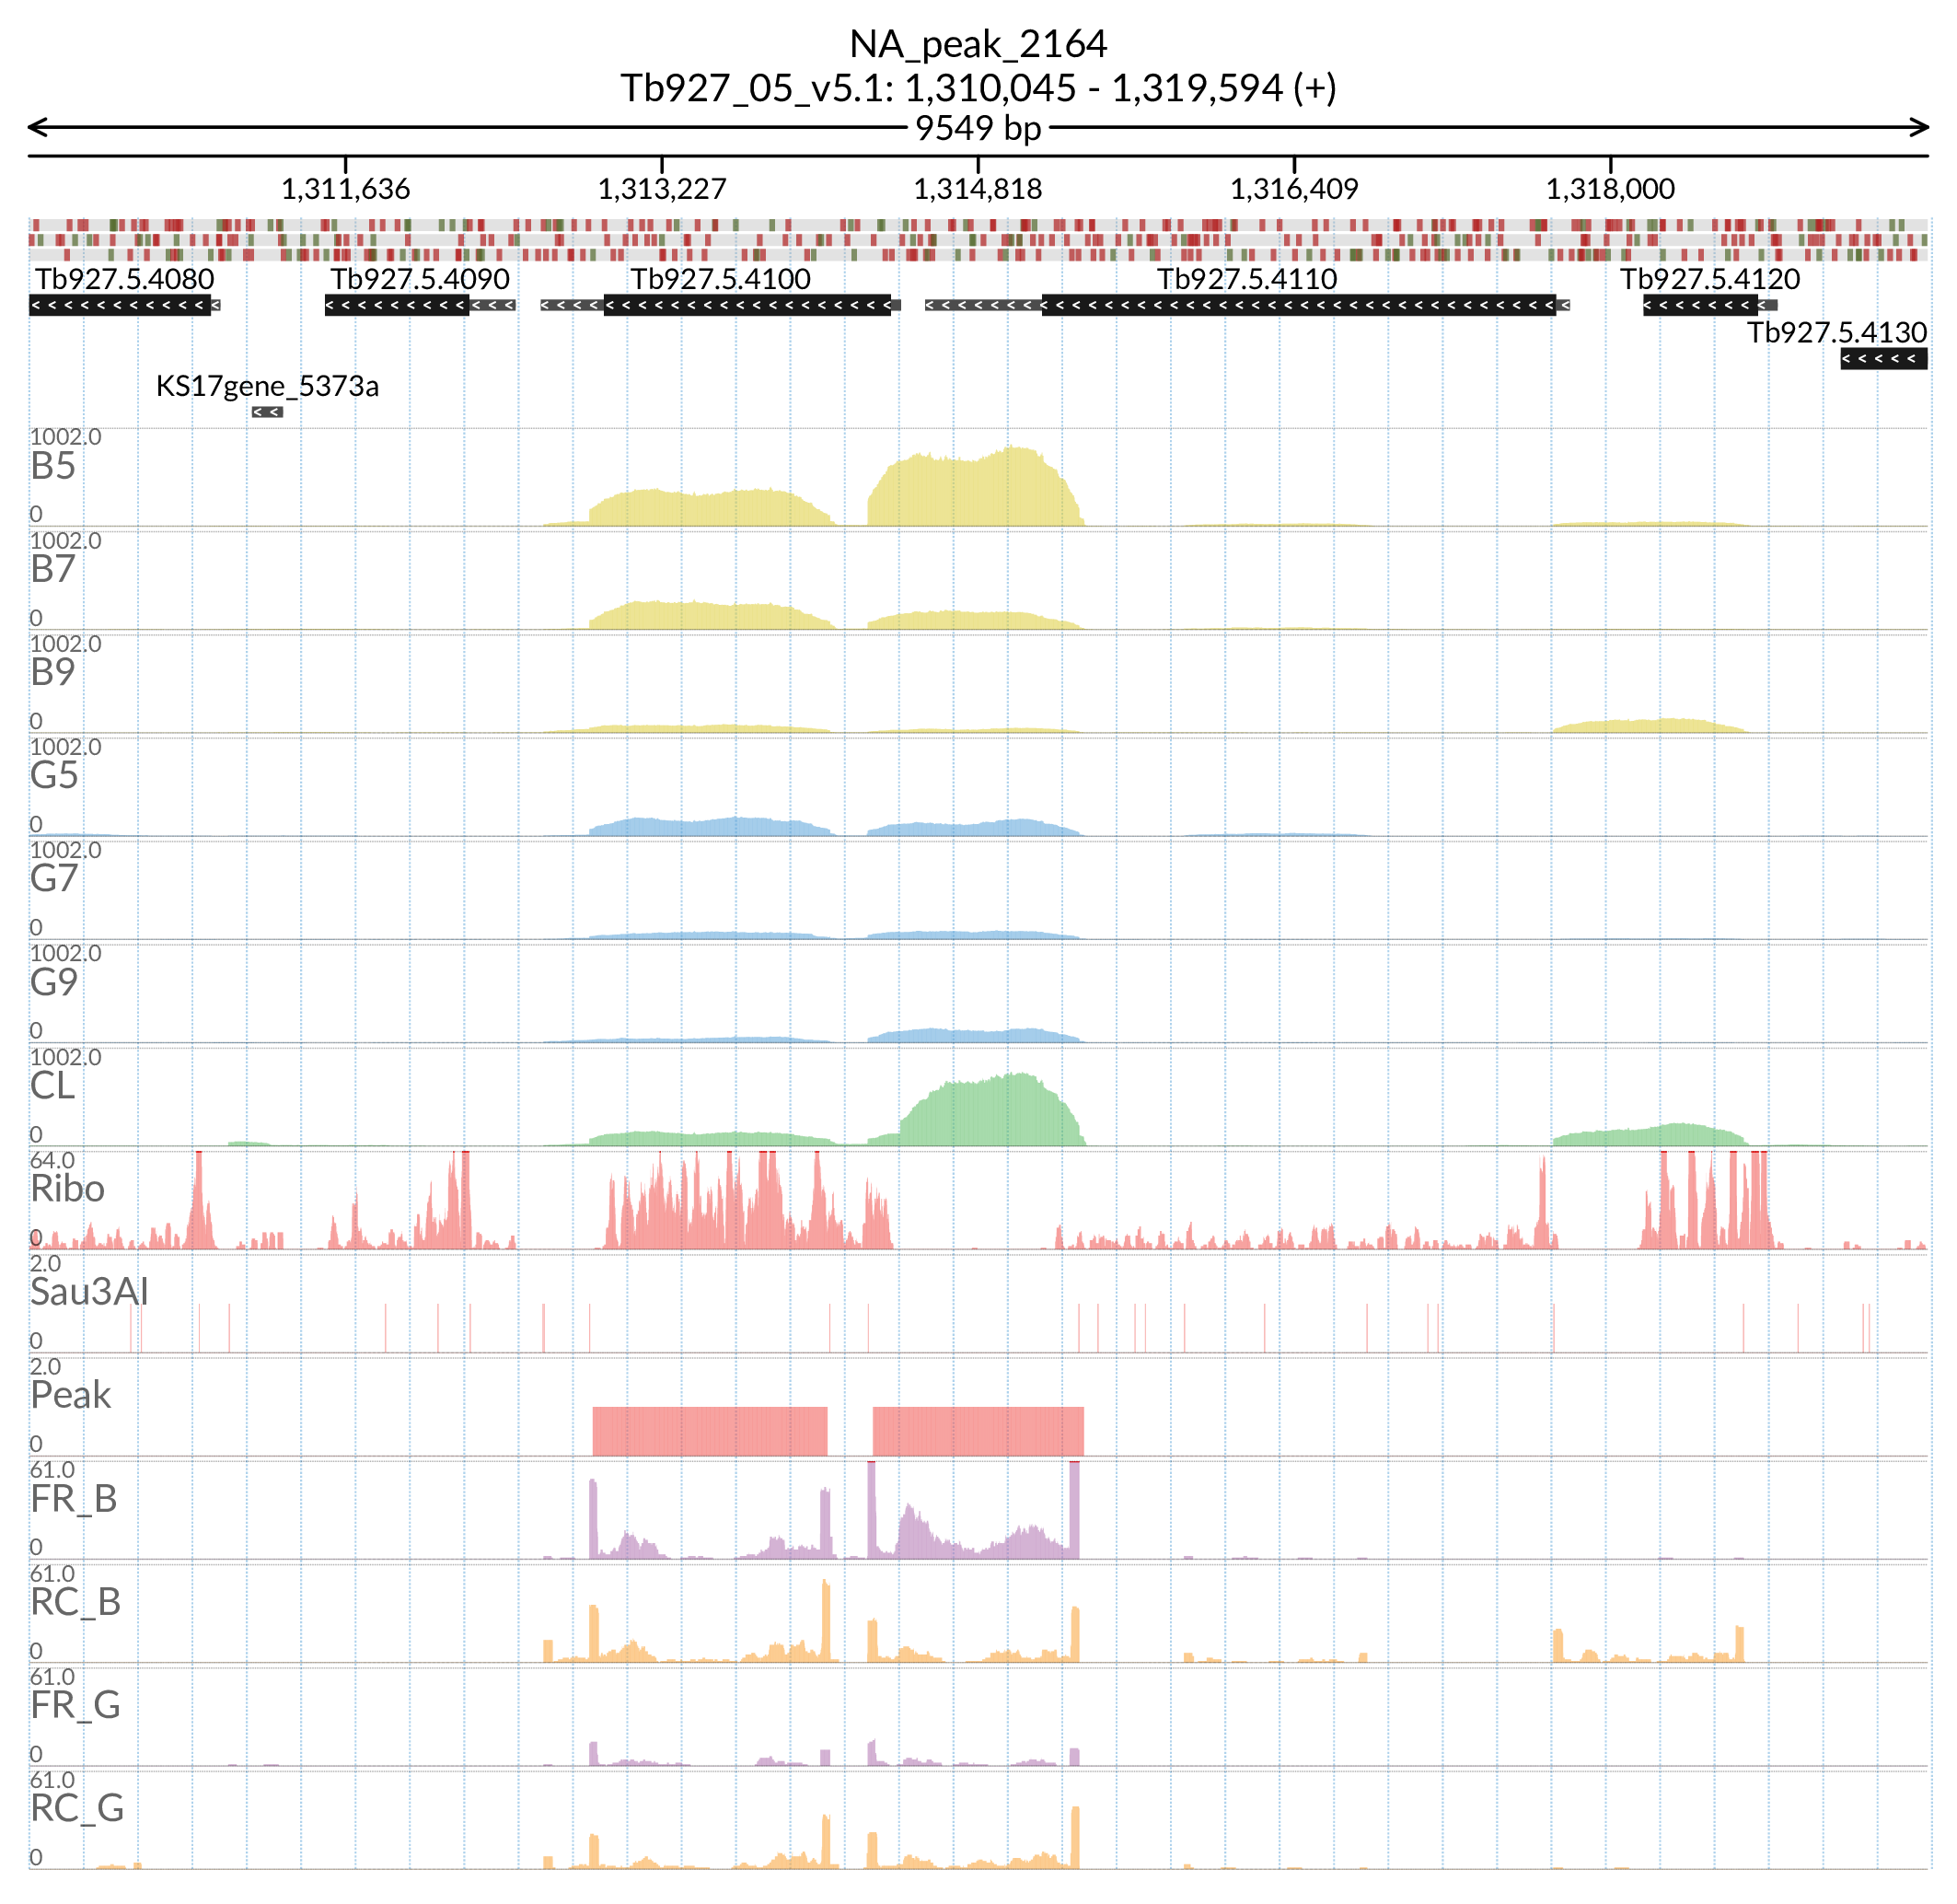 NA_peak_2164
Tb927_05_v5.1: 1,310,045 - 1,319,594 (+)
9549 bp
1,311,636 1,313,227 1,314,818 1,316,409 1,318,000
Tb927.5.4080 Tb927.5.4090 Tb927.5.4100 Tb927.5.4110 Tb927.5.4120
Tb927.5.4130
KS17gene_5373a
1002.0
B5
0
1002.0
B7
0
1002.0
B9
0
1002.0
G5
0
1002.0
G7
0
1002.0
G9
0
1002.0
CL
0
64.0
Ribo
0
2.0
Sau3AI
0
2.0
Peak
0
61.0
FR_B
0
61.0
RC_B
0
61.0
FR_G
0
61.0
RC_G
0